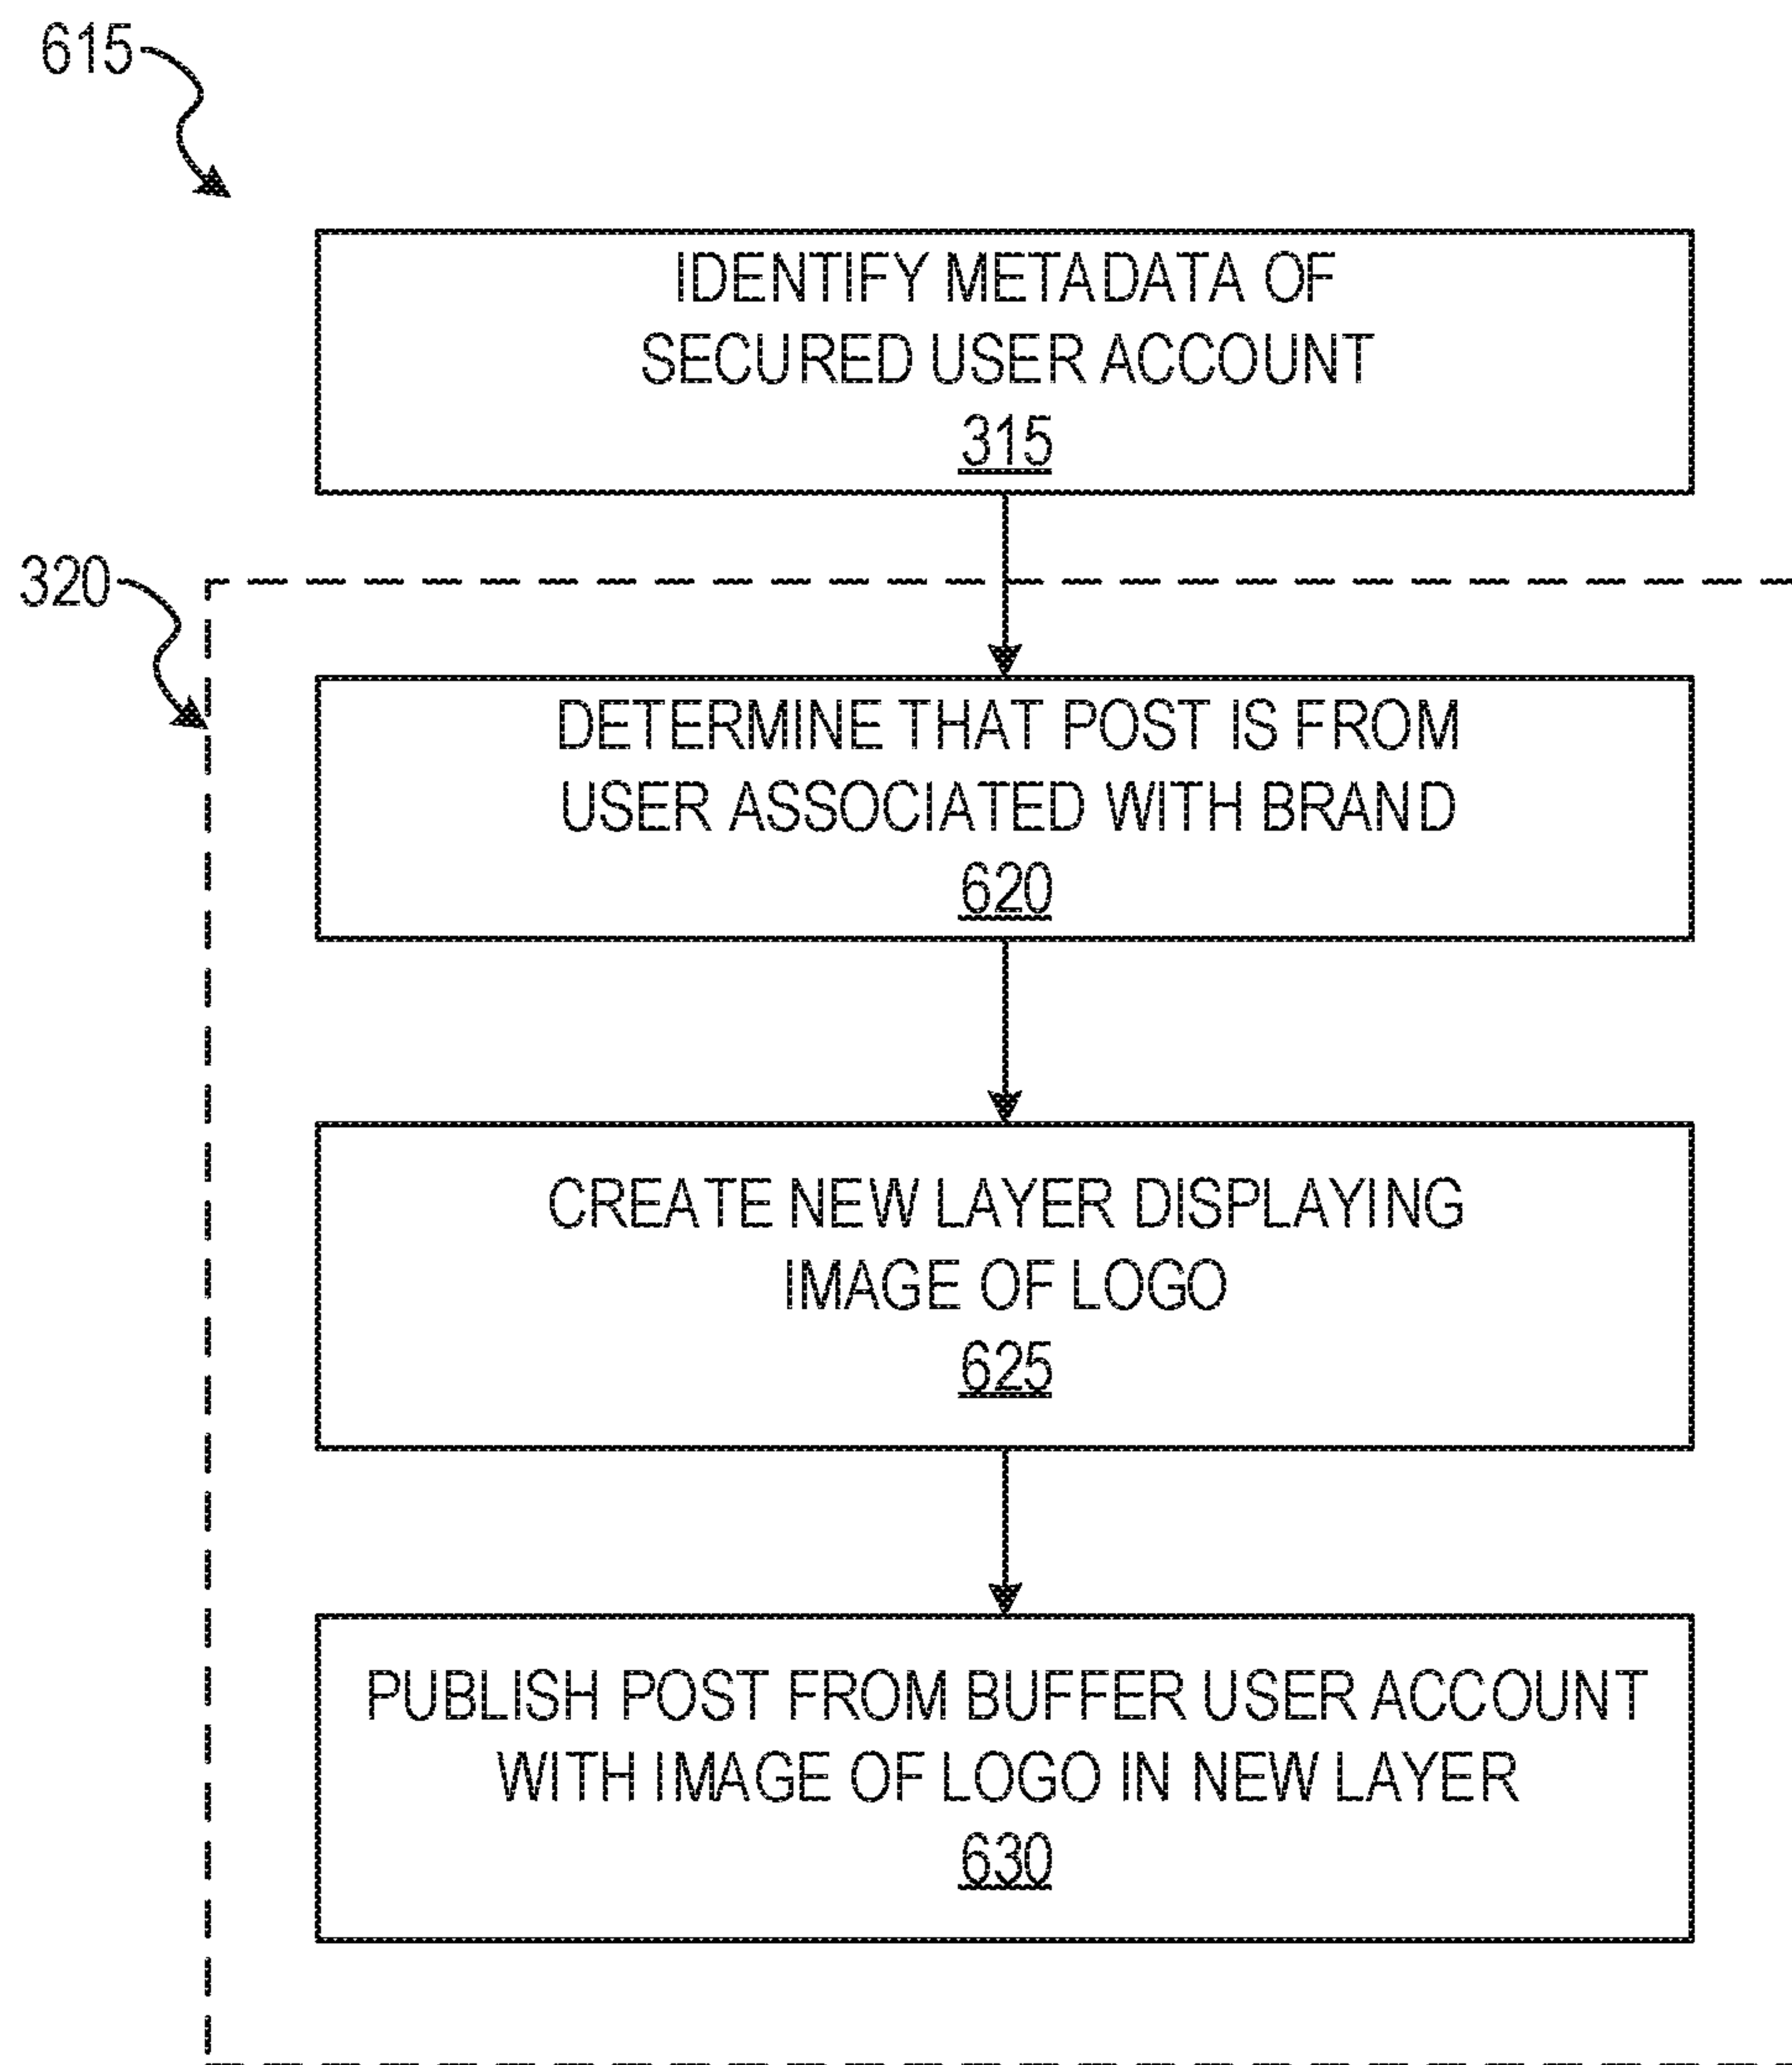 615
IDENTIFY METADATA OF
SECURED USER ACCOUNT
315
320
DETERMINE THAT POST IS FROM
USER ASSOCIATED WITH BRAND
620
CREATE NEW LAYER DISPLAYING
IMAGE OF LOGO
625
PUBLISH POST FROM BUFFER USER ACCOUNT
WITH IMAGE OF LOGO IN NEW LAYER
630